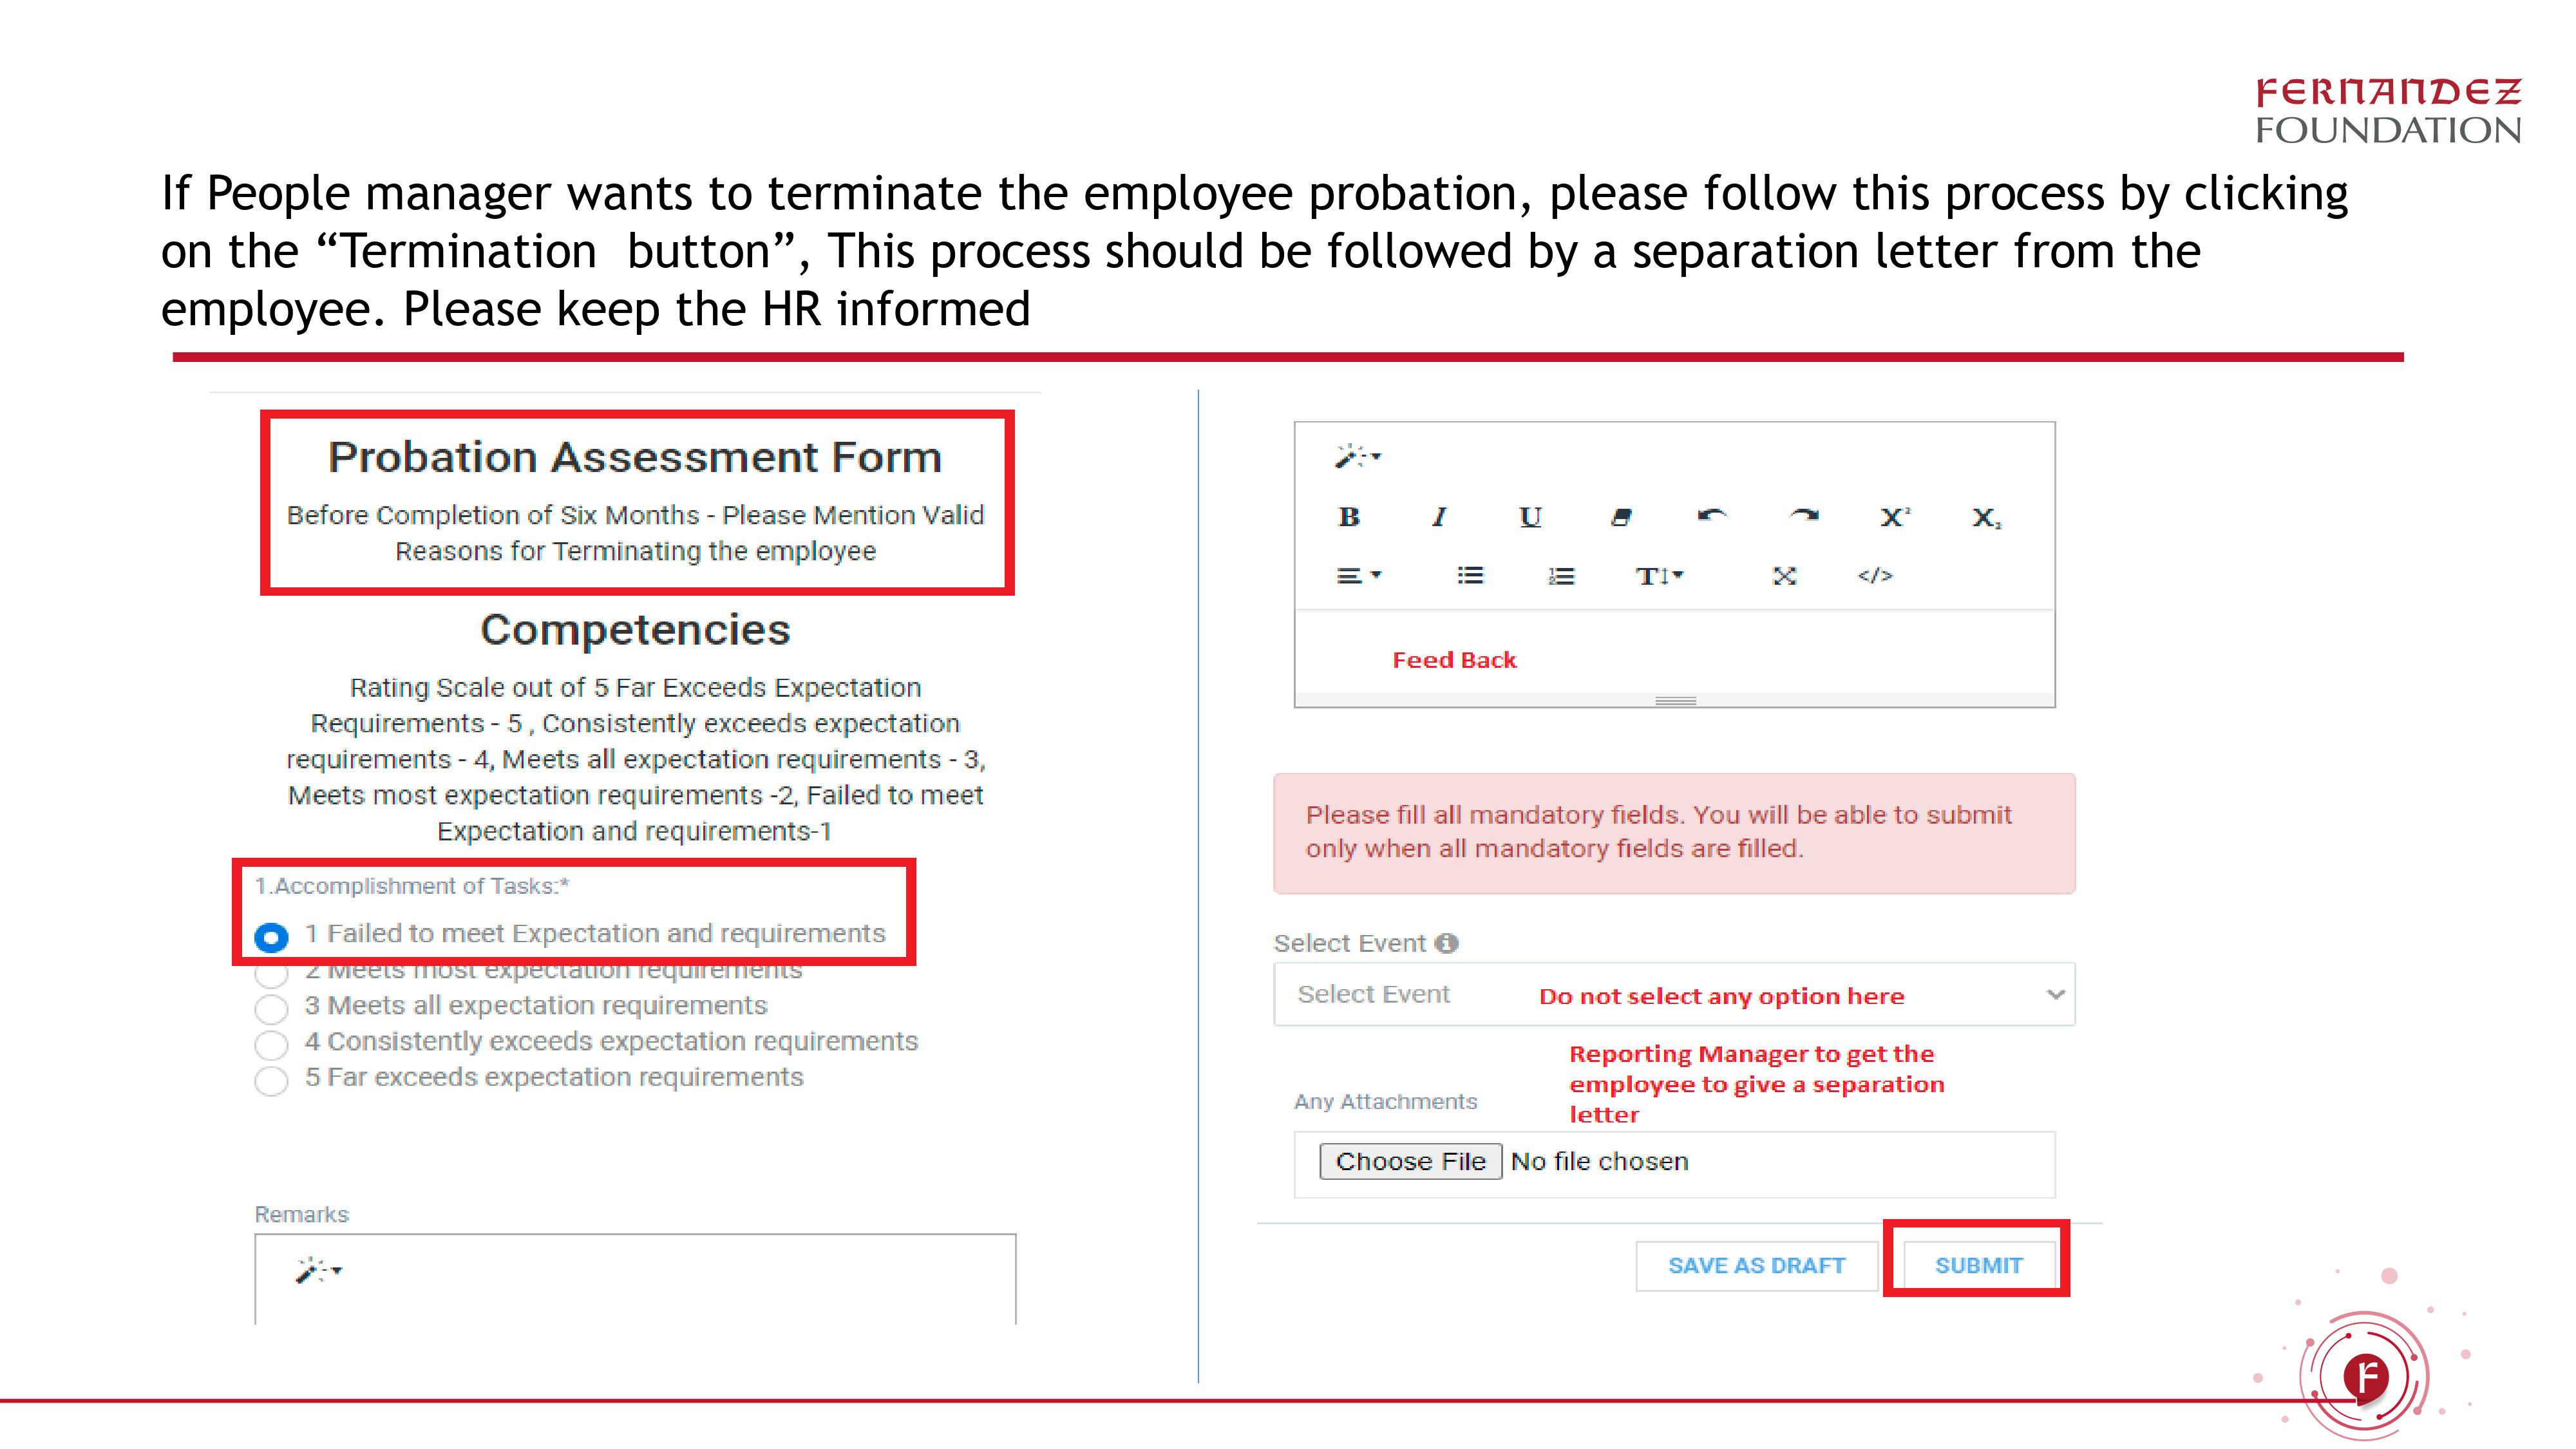 FERNANDEZ
FOUNDATION
If People manager wants to terminate the employee probation, please follow this process by clicking
on the “Termination  button”, This process should be followed by a separation letter from the
employee. Please keep the HR informed
Probation Assessment Form
Before Completion of Six Months - Please Mention Valid
Reasons for Terminating the employee
Competencies
Rating Scale out of 5 Far Exceeds Expectation
Requirements - 5 , Consistently exceeds expectation
requirements - 4, Meets all expectation requirements - 3,
Meets most expectation requirements -2, Failed to meet
Expectation and requirements-1
1.Accomplishment of Tasks:*
1 Failed to meet Expectation and requirements
2 Meets most expectation requirements
3 Meets all expectation requirements
4 Consistently exceeds expectation requirements
5 Far exceeds expectation requirements
Remarks
B I U X² X₂
T </>
Feed Back
Please fill all mandatory fields. You will be able to submit
only when all mandatory fields are filled.
Select Event
Select Event Do not select any option here
Reporting Manager to get the
employee to give a separation
letter
Any Attachments
Choose File No file chosen
SAVE AS DRAFT SUBMIT
F